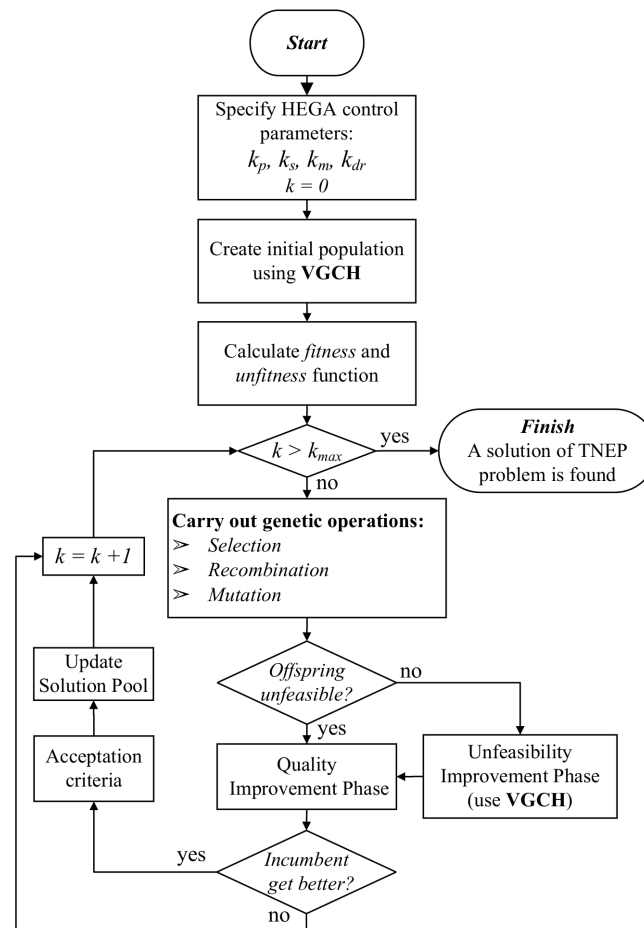 Start
Specify HEGA control
parameters:
kp, ks, km, kdr
k = 0
Create initial population
using VGCH
Calculate fitness and
unfitness function
k > kmax
yes
Finish
A solution of TNEP
problem is found
no
Carry out genetic operations:
➢ Selection
➢ Recombination
➢ Mutation
k = k +1
Update
Solution Pool
Acceptation
criteria
Offspring
unfeasible?
no
yes
Quality
Improvement Phase
Unfeasibility
Improvement Phase
(use VGCH)
Incumbent
get better?
yes
no